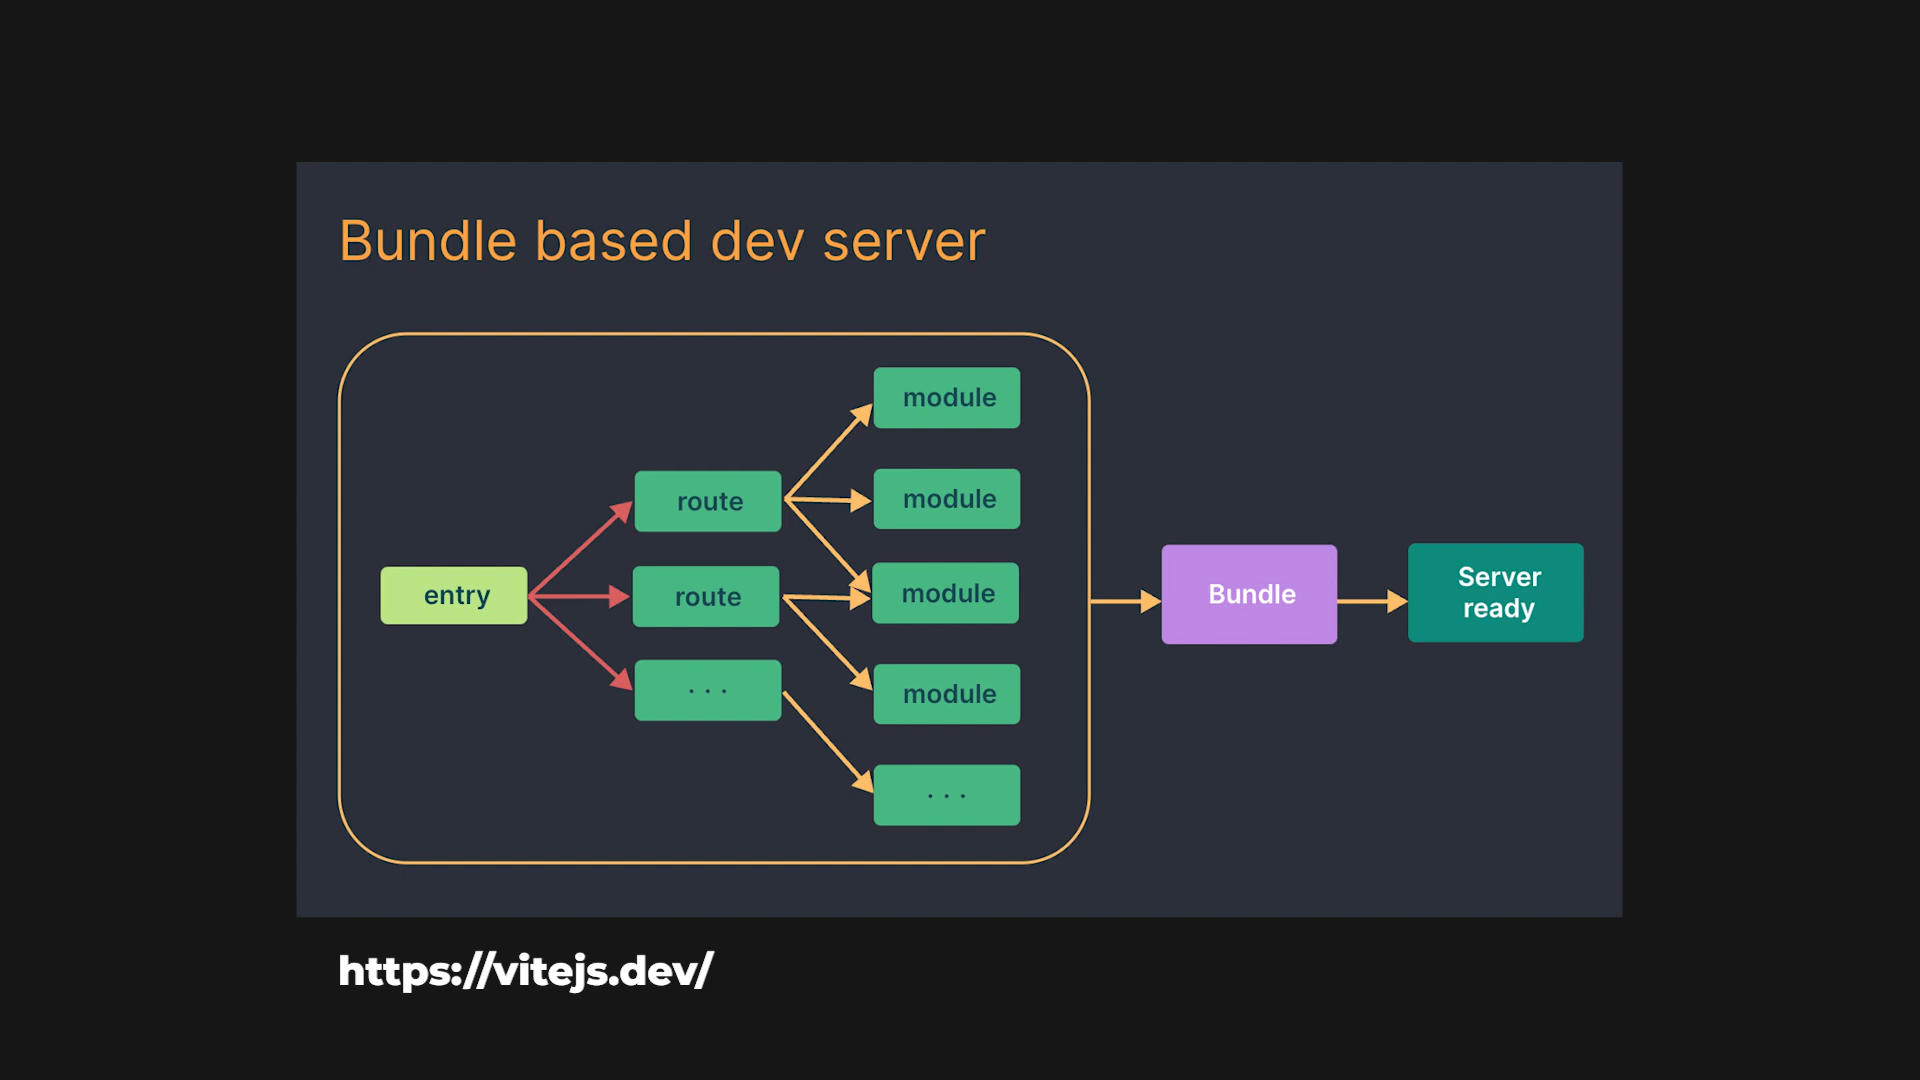 Bundle based dev server
entry
route
route
· · ·
module
module
module
module
· · ·
Bundle
Server
ready
https://vitejs.dev/